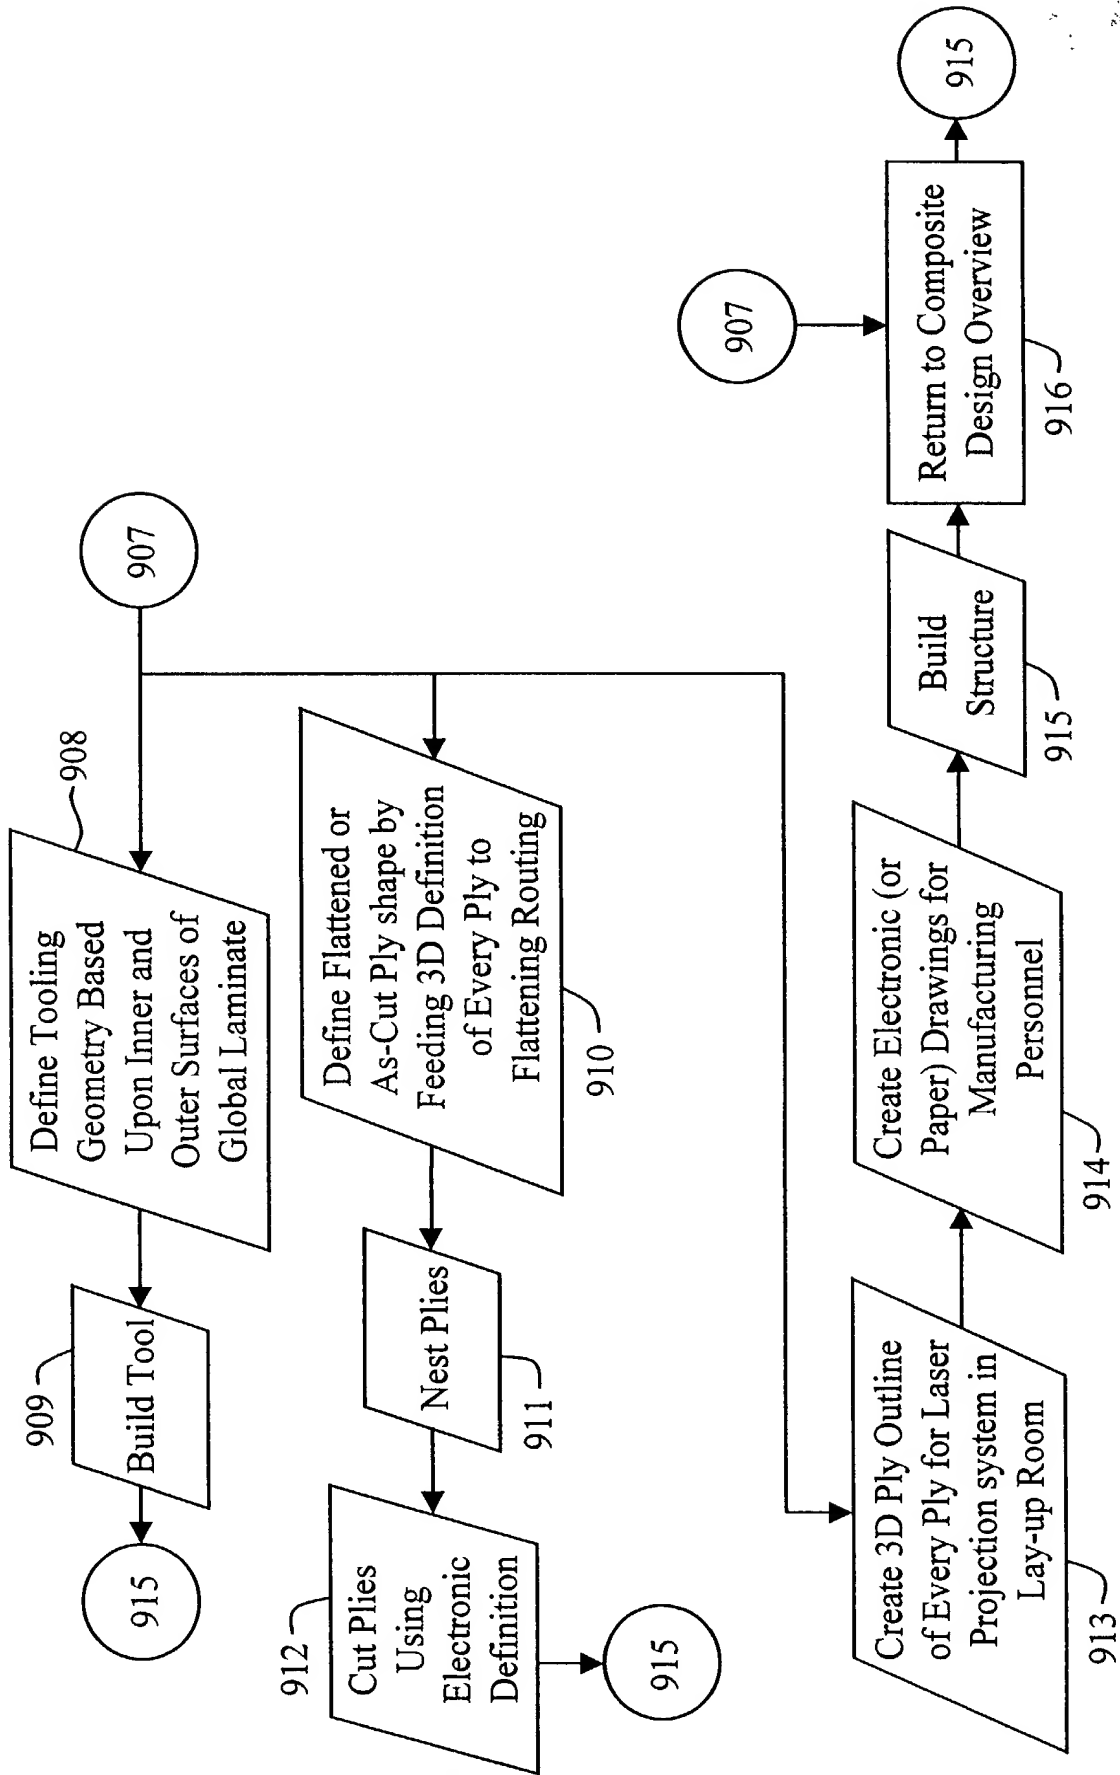 907
908
Define Tooling
Geometry Based
Upon Inner and
Outer Surfaces of
Global Laminate
909
Build Tool
915
Define Flattened or
As-Cut Ply shape by
Feeding 3D Definition
of Every Ply to
Flattening Routing
910
Nest Plies
911
912
Cut Plies
Using
Electronic
Definition
915
Create 3D Ply Outline
of Every Ply for Laser
Projection system in
Lay-up Room
913
Create Electronic (or
Paper) Drawings for
Manufacturing
Personnel
914
Build
Structure
915
907
Return to Composite
Design Overview
916
915